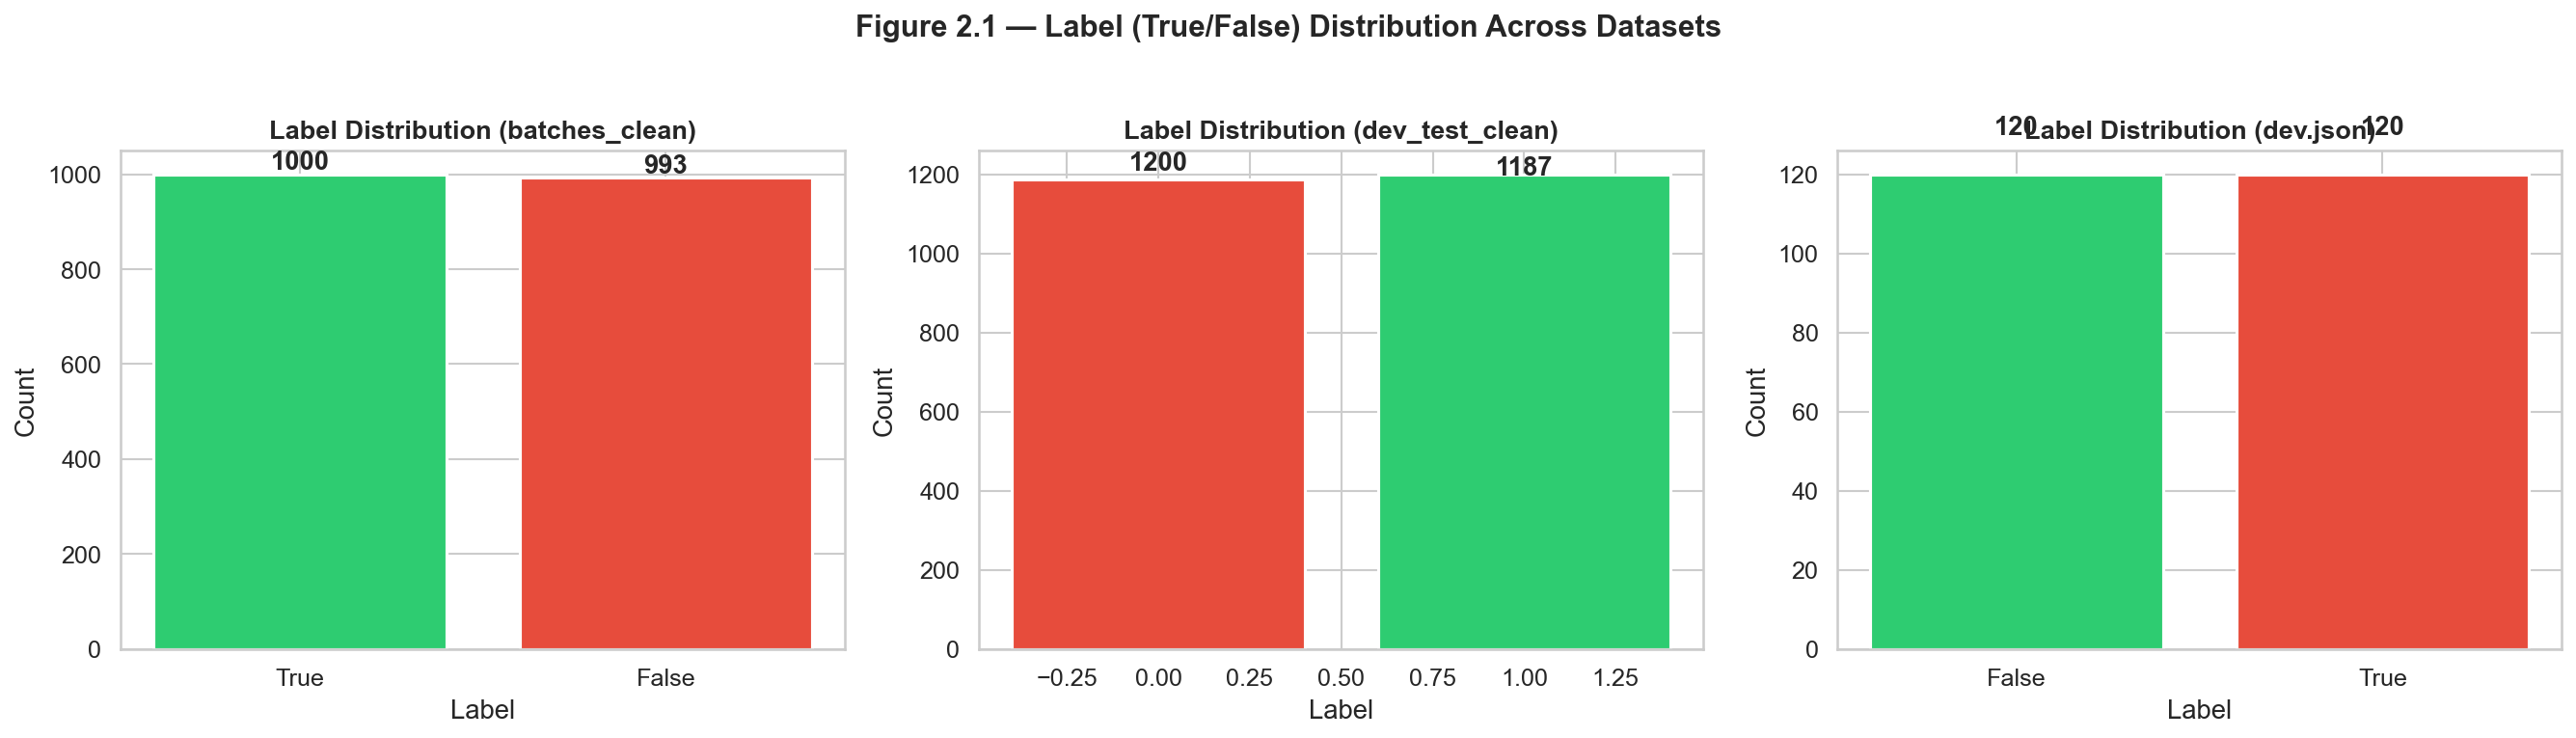 Figure 2.1 — Label (True/False) Distribution Across Datasets
Label Distribution (batches_clean)
1000
993
1000
800
600
400
200
0
Count
True False
Label
Label Distribution (dev_test_clean)
1200
1187
1200
1000
800
600
400
200
0
Count
−0.25 0.00 0.25 0.50 0.75 1.00 1.25
Label
Label Distribution (dev.json)
120
120
120
100
80
60
40
20
0
Count
False True
Label